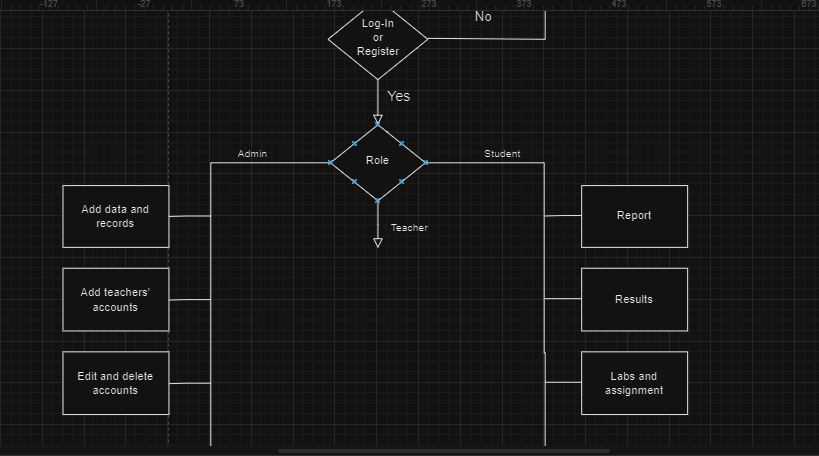 -127
-27
73
173
273
373
473
573
673
No
Log-In
or
Register
Yes
Admin
Role
Student
Teacher
Add data and
records
Add teachers'
accounts
Edit and delete
accounts
Report
Results
Labs and
assignment